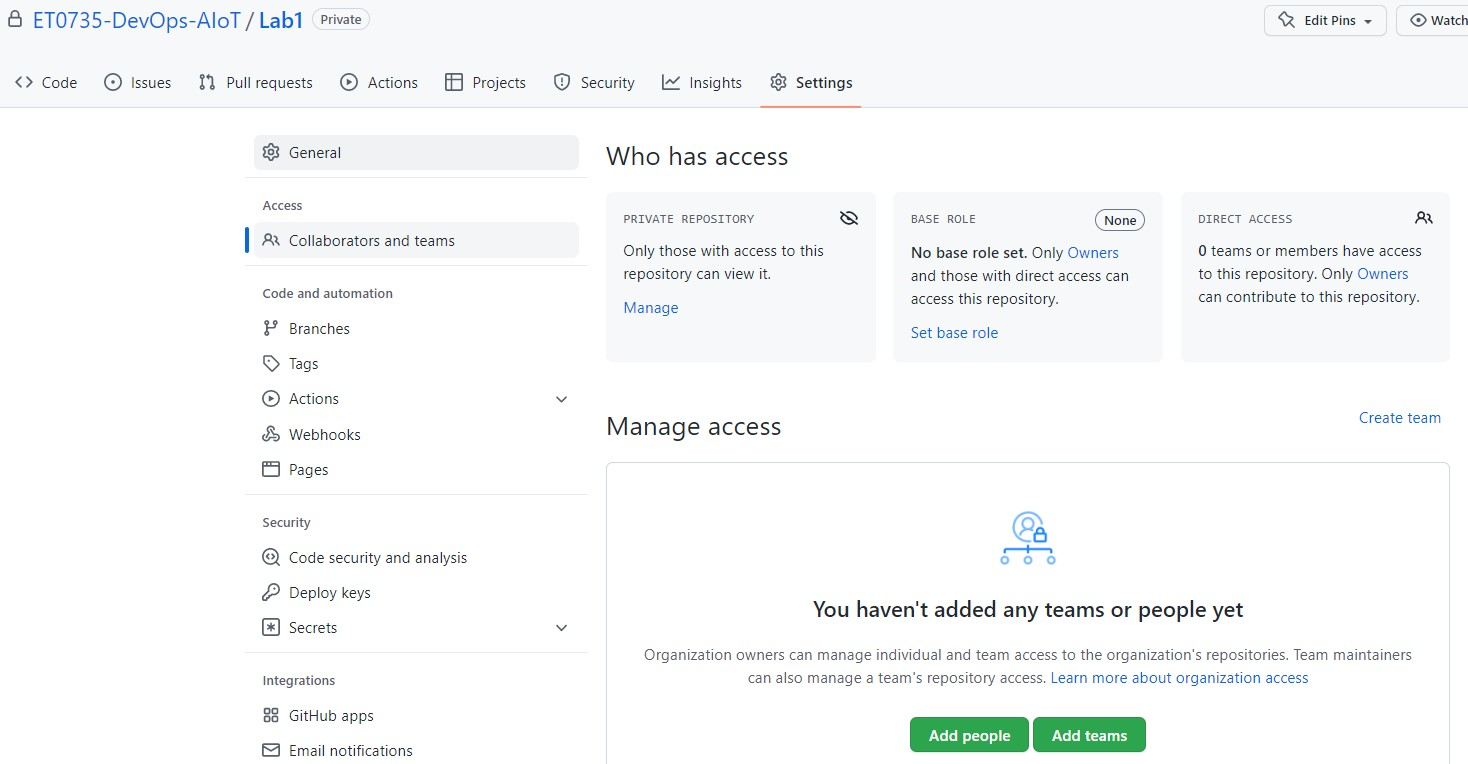 ET0735-DevOps-AIoT / Lab1 Private
Edit Pins
Watch
Code
Issues
Pull requests
Actions
Projects
Security
Insights
Settings
General
Access
Collaborators and teams
Code and automation
Branches
Tags
Actions
Webhooks
Pages
Security
Code security and analysis
Deploy keys
Secrets
Integrations
GitHub apps
Email notifications
Who has access
PRIVATE REPOSITORY
Only those with access to this
repository can view it.
Manage
BASE ROLE
None
No base role set. Only Owners
and those with direct access can
access this repository.
Set base role
DIRECT ACCESS
0 teams or members have access
to this repository. Only Owners
can contribute to this repository.
Manage access
Create team
You haven't added any teams or people yet
Organization owners can manage individual and team access to the organization's repositories. Team maintainers
can also manage a team's repository access. Learn more about organization access
Add people
Add teams